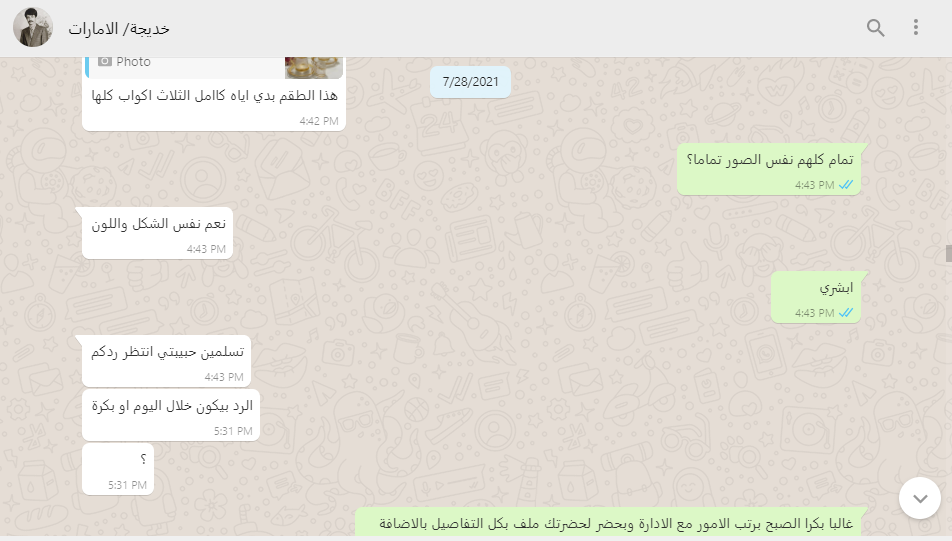 خديجة/ الامارات
Photo
7/28/2021
هذا الطقم بدي اياه كاامل الثلاث اكواب كلها
4:42 PM
تمام كلهم نفس الصور تماما؟
4:43 PM
نعم نفس الشكل واللون
4:43 PM
ابشري
4:43 PM
تسلمين حبيبتي انتظر ردكم
4:43 PM
الرد بيكون خلال اليوم او بكرة
5:31 PM
؟
5:31 PM
غالبا بكرا الصبح برتب الامور مع الادارة وبحضر لحضرتك ملف بكل التفاصيل بالاضافة